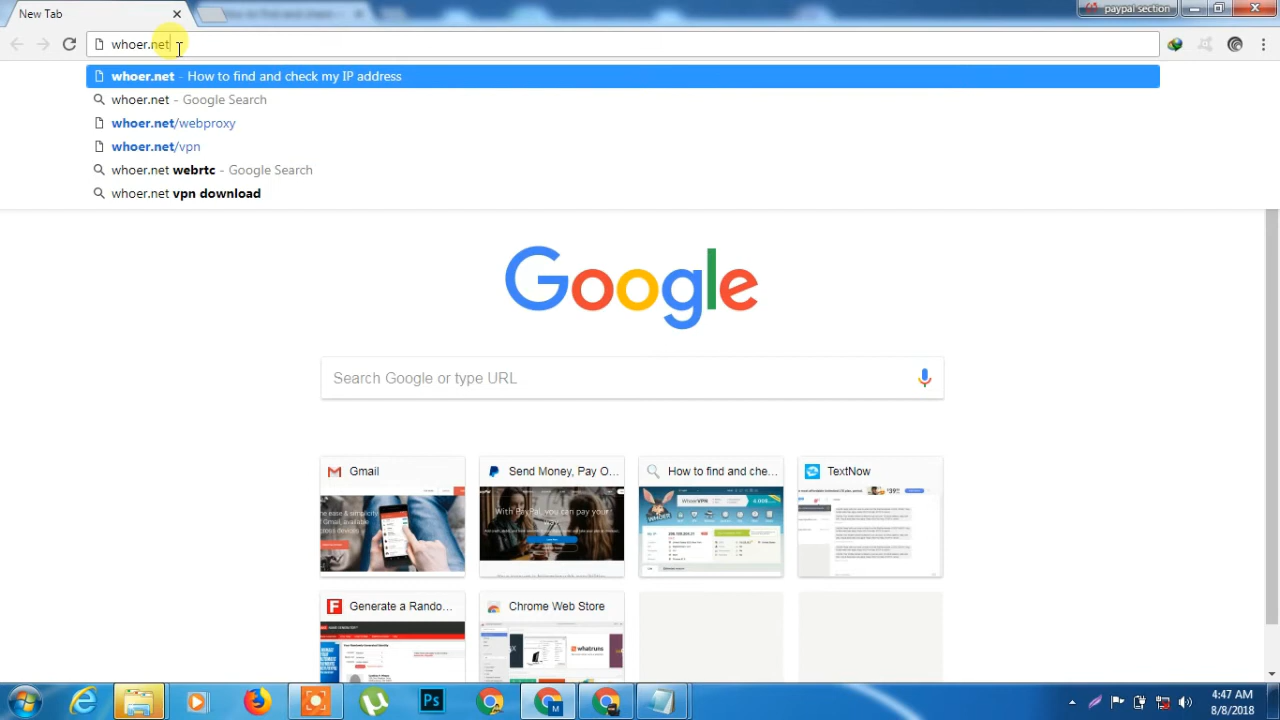 New Tab
paypal section
whoer.net
whoer.net - How to find and check my IP address
whoer.net - Google Search
whoer.net/webproxy
whoer.net/vpn
whoer.net webrtc - Google Search
whoer.net vpn download
Google
Search Google or type URL
Gmail
Send Money, Pay O...
How to find and che...
TextNow
Generate a Rando...
Chrome Web Store
whatruns
Ps
4:47 AM
8/8/2018